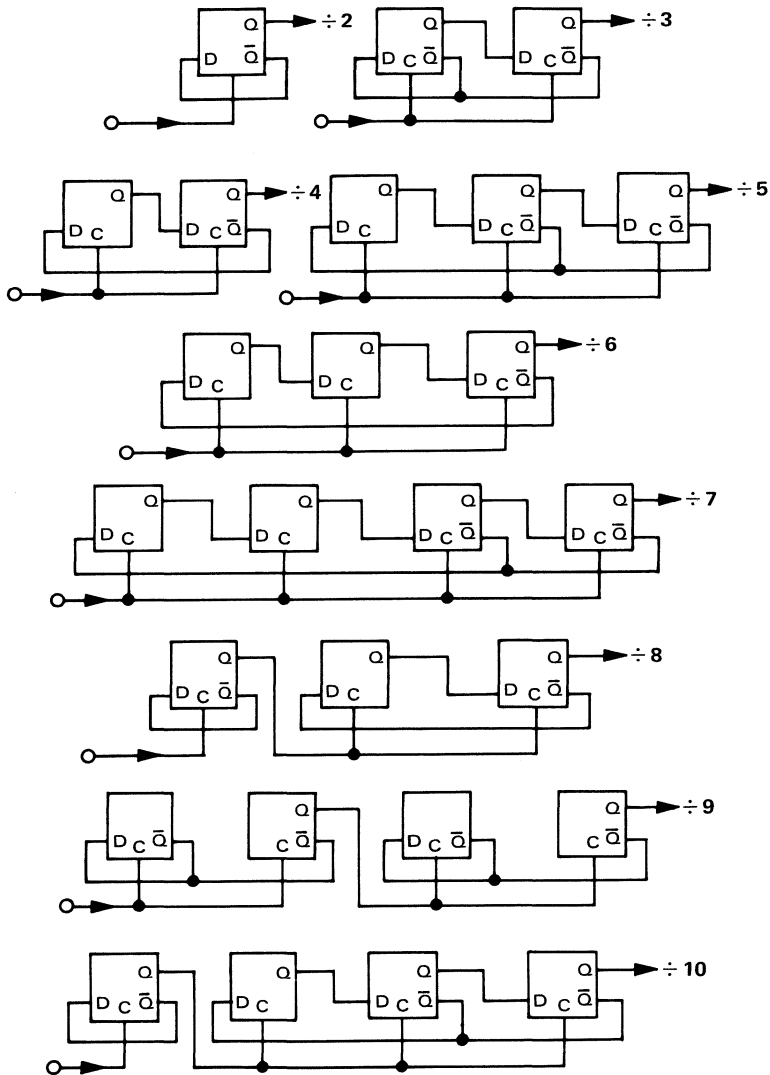 Q ÷2 Q Q ÷3
D Q̅ D C Q̅ D C Q̅
Q Q ÷4 Q Q Q ÷5
D C D C Q̅ D C D C Q̅ D C Q̅
Q Q Q ÷6
D C D C D C Q̅
Q Q Q Q ÷7
D C D C D C Q̅ D C Q̅
Q Q Q ÷8
D C Q̅ D C D C Q̅
Q Q ÷9
D C Q̅ C Q̅ D C Q̅ C Q̅
Q Q Q Q ÷10
D C Q̅ D C D C Q̅ D C Q̅